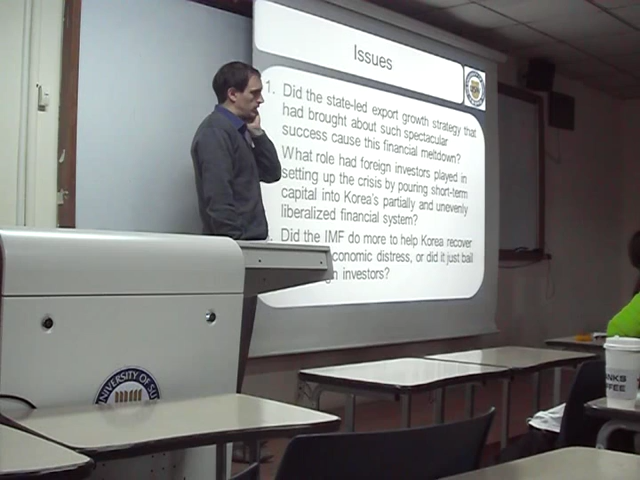 Issues
1. Did the state-led export growth strategy that
had brought about such spectacular
success cause this financial meltdown?
What role had foreign investors played in
setting up the crisis by pouring short-term
capital into Korea's partially and unevenly
liberalized financial system?
Did the IMF do more to help Korea recover
economic distress, or did it just bail
investors?
UNIVERSITY OF